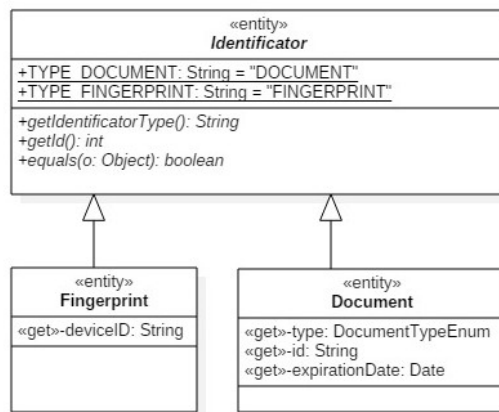 «entity»
Identificator
+TYPE_DOCUMENT: String = "DOCUMENT"
+TYPE_FINGERPRINT: String = "FINGERPRINT"
+getIdentificatorType(): String
+getId(): int
+equals(o: Object): boolean
«entity»
Fingerprint
«get»-deviceID: String
«entity»
Document
«get»-type: DocumentTypeEnum
«get»-id: String
«get»-expirationDate: Date